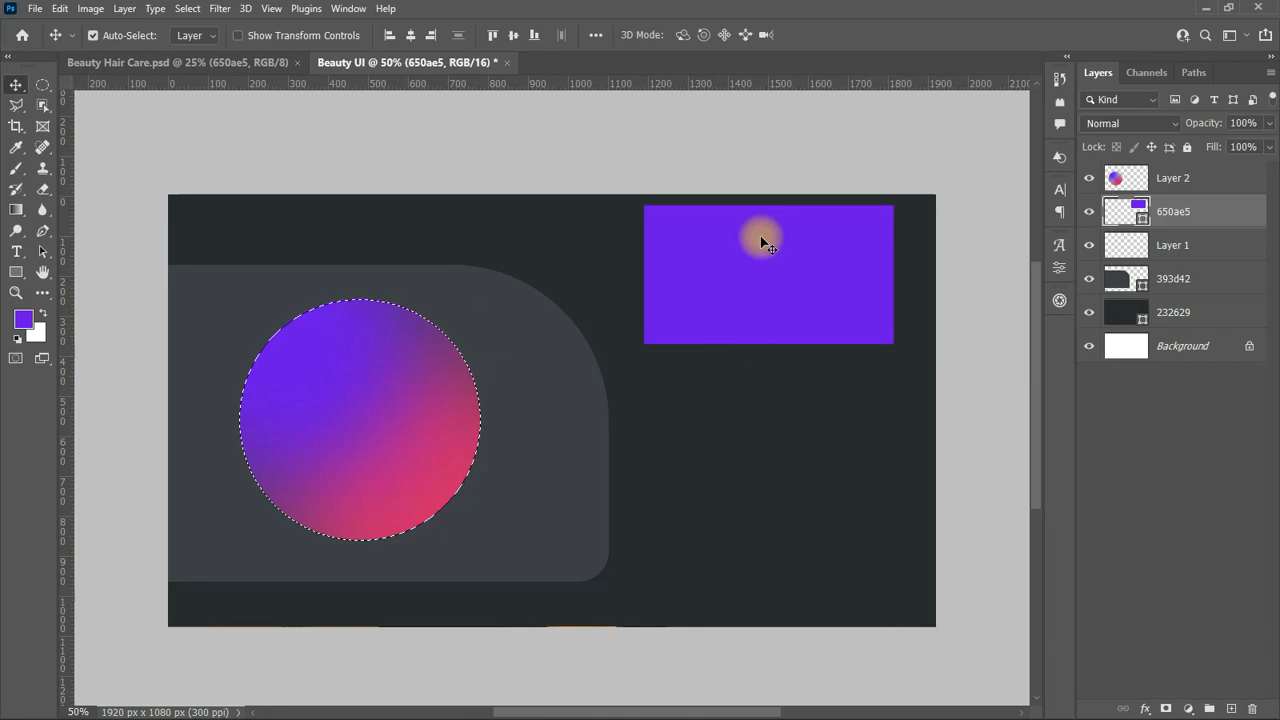 Ps File Edit Image Layer Type Select Filter 3D View Plugins Window Help
Auto-Select: Layer Show Transform Controls 3D Mode:
Beauty Hair Care.psd @ 25% (650ae5, RGB/8) × Beauty UI @ 50% (650ae5, RGB/16) * ×
200 100 0 100 200 300 400 500 600 700 800 900 1000 1100 1200 1300 1400 1500 1600 1700 1800 1900 2000 2100
Layers Channels Paths
Kind
Normal Opacity: 100%
Lock: Fill: 100%
Layer 2
650ae5
Layer 1
393d42
232629
Background
50% 1920 px x 1080 px (300 ppi)